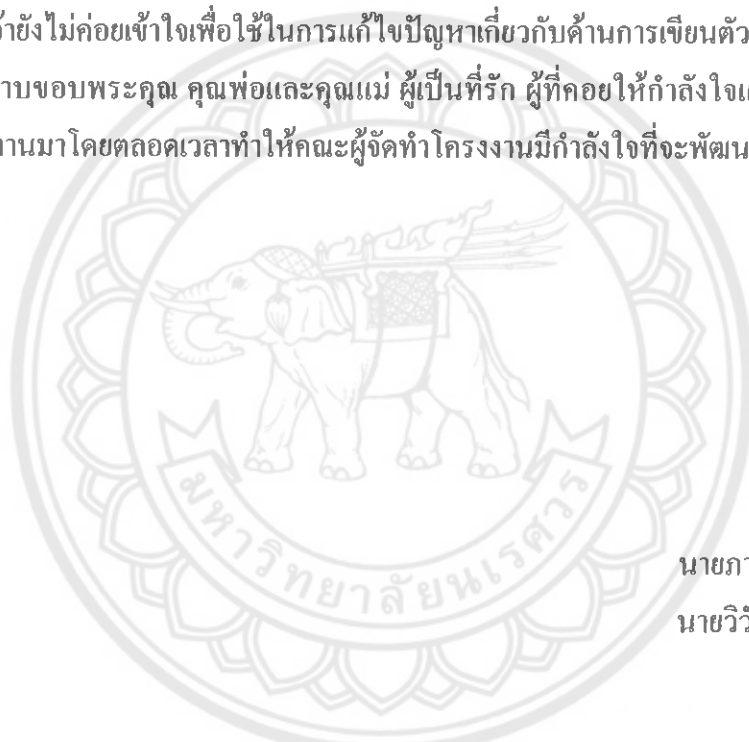 ยังไม่ค่อยเข้าใจเพื่อใช้ในการแก้ไขปัญหาเกี่ยวกับด้านการเขียนตัว
าบขอบพระคุณ คุณพ่อและคุณแม่ ผู้เป็นที่รัก ผู้ที่คอยให้กำลังใจ
านมาโดยตลอดเวลาทำให้คณะผู้จัดทำโครงงานมีกำลังใจที่จะพัฒน
มหาวิทยาลัยนเรศวร
นายภา
นายวิวั